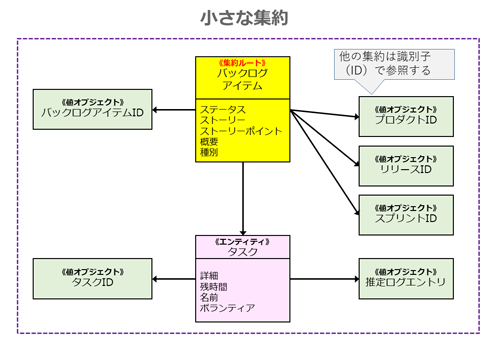 小さな集約
《集約ルート》
バックログ
アイテム
ステータス
ストーリー
ストーリーポイント
概要
種別
他の集約は識別子
（ID）で参照する
《値オブジェクト》
バックログアイテムID
《値オブジェクト》
プロダクトID
《値オブジェクト》
リリースID
《値オブジェクト》
スプリントID
《エンティティ》
タスク
詳細
残時間
名前
ボランティア
《値オブジェクト》
タスクID
《値オブジェクト》
推定ログエントリ